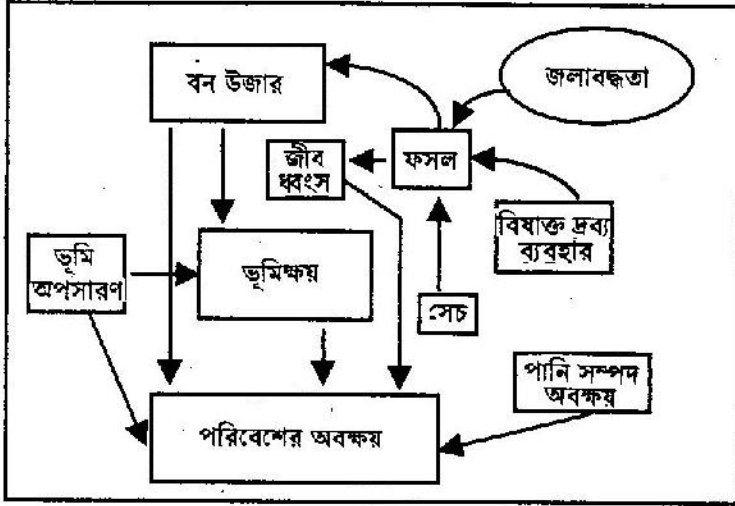 বন উজার
জলাবদ্ধতা
জীব
ধ্বংস
ফসল
বিষাক্ত দ্রব্য
ব্যবহার
ভূমি
অপসারণ
ভূমিক্ষয়
সেচ
পানি সম্পদ
অবক্ষয়
পরিবেশের অবক্ষয়